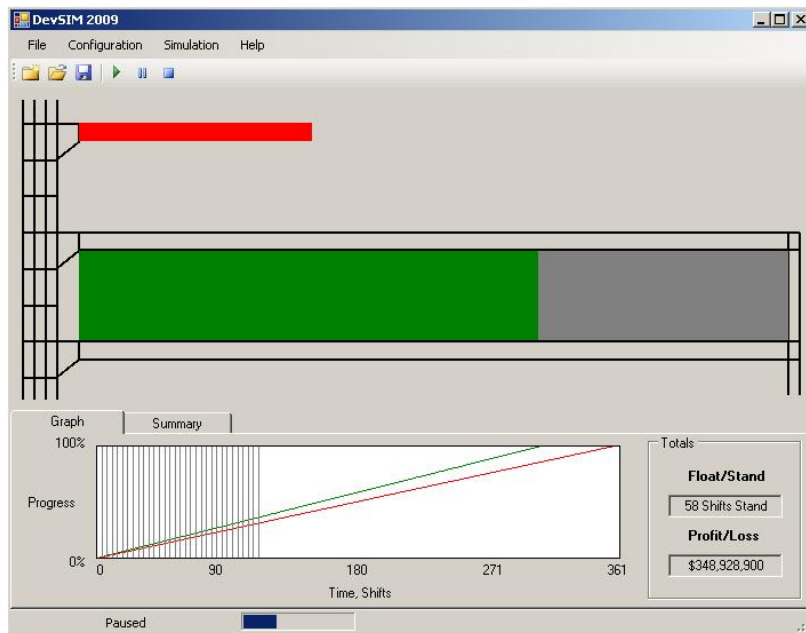 DevSIM 2009
File Configuration Simulation Help
Graph Summary
100%
Progress
0%
0 90 180 271 361
Time, Shifts
Totals
Float/Stand
58 Shifts Stand
Profit/Loss
$348,928,900
Paused